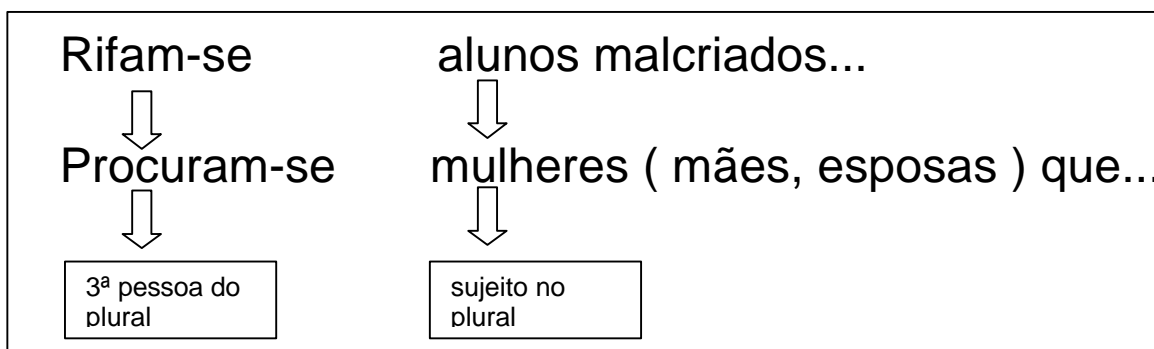 Rifam-se alunos malcriados...
Procuram-se mulheres ( mães, esposas ) que...
3ª pessoa do
plural
sujeito no
plural